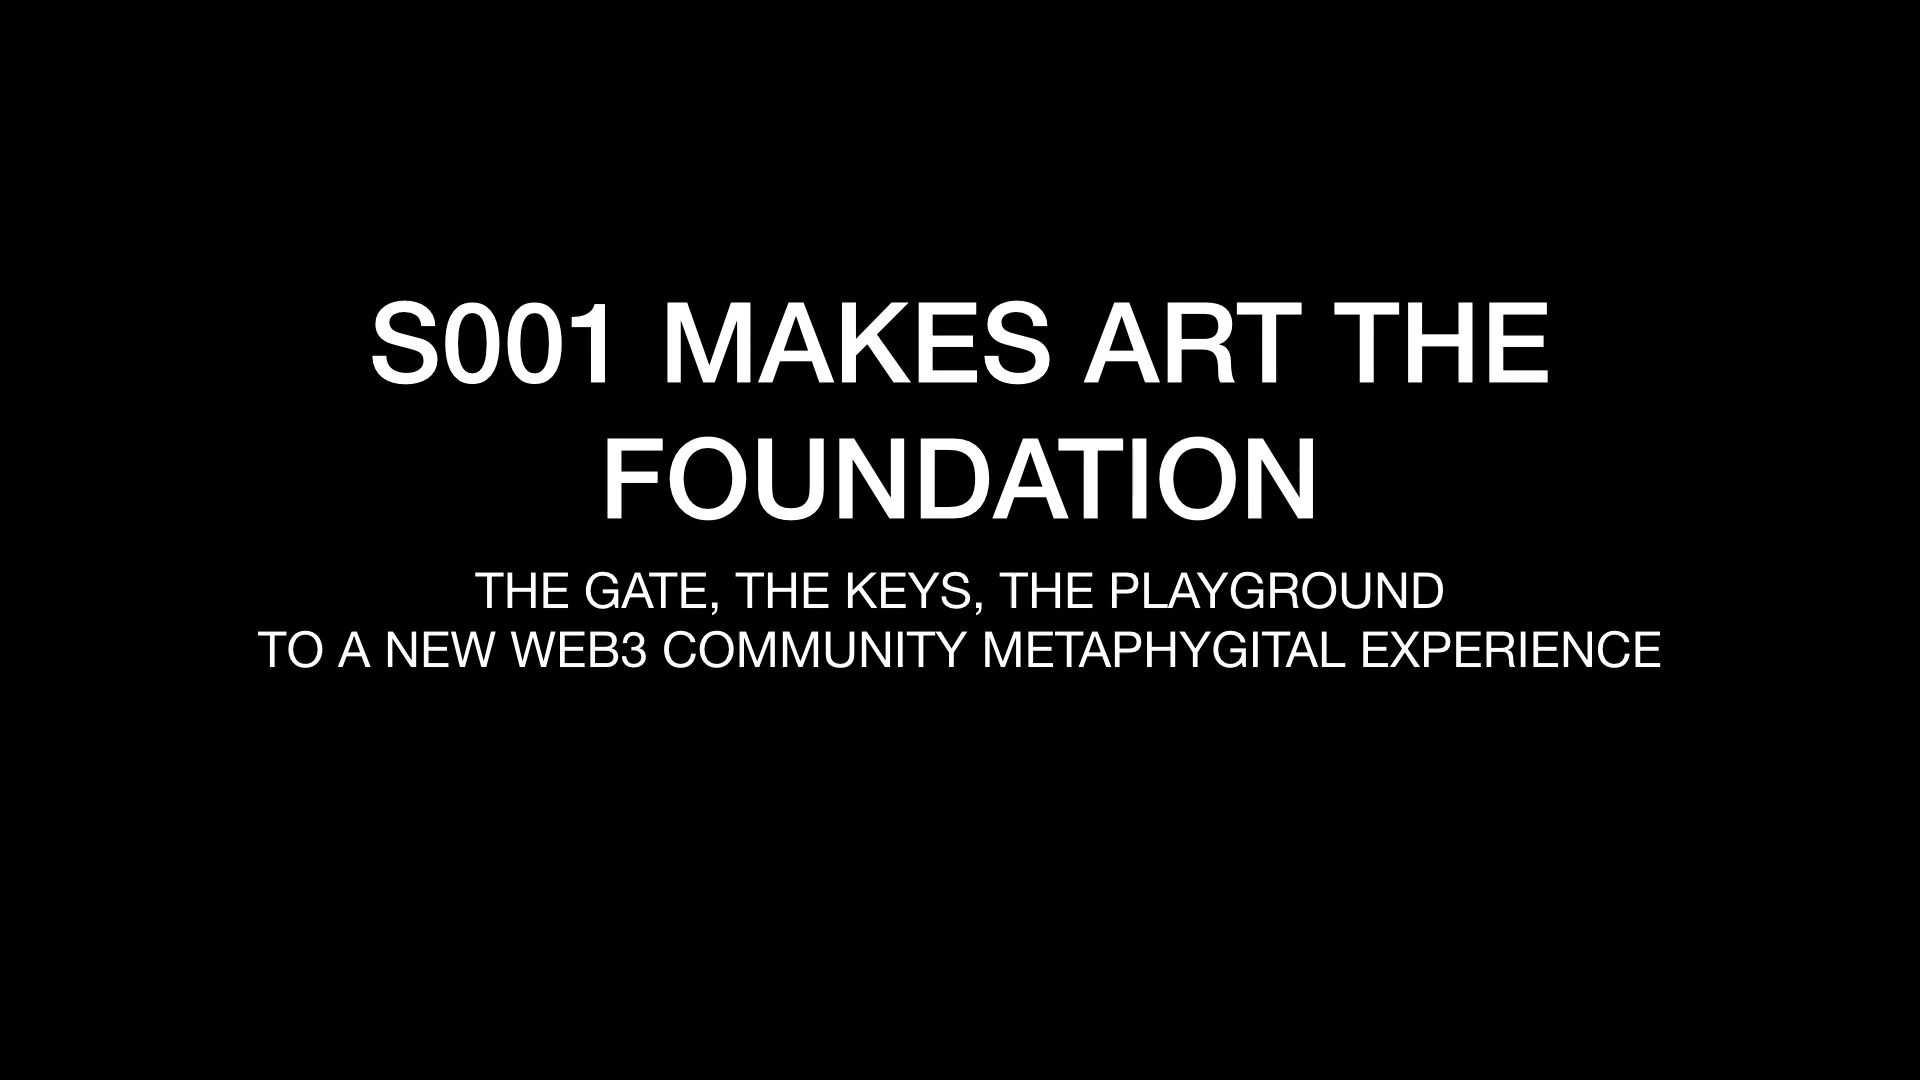 S001 MAKES ART THE
FOUNDATION
THE GATE, THE KEYS, THE PLAYGROUND
TO A NEW WEB3 COMMUNITY METAPHYGITAL EXPERIENCE